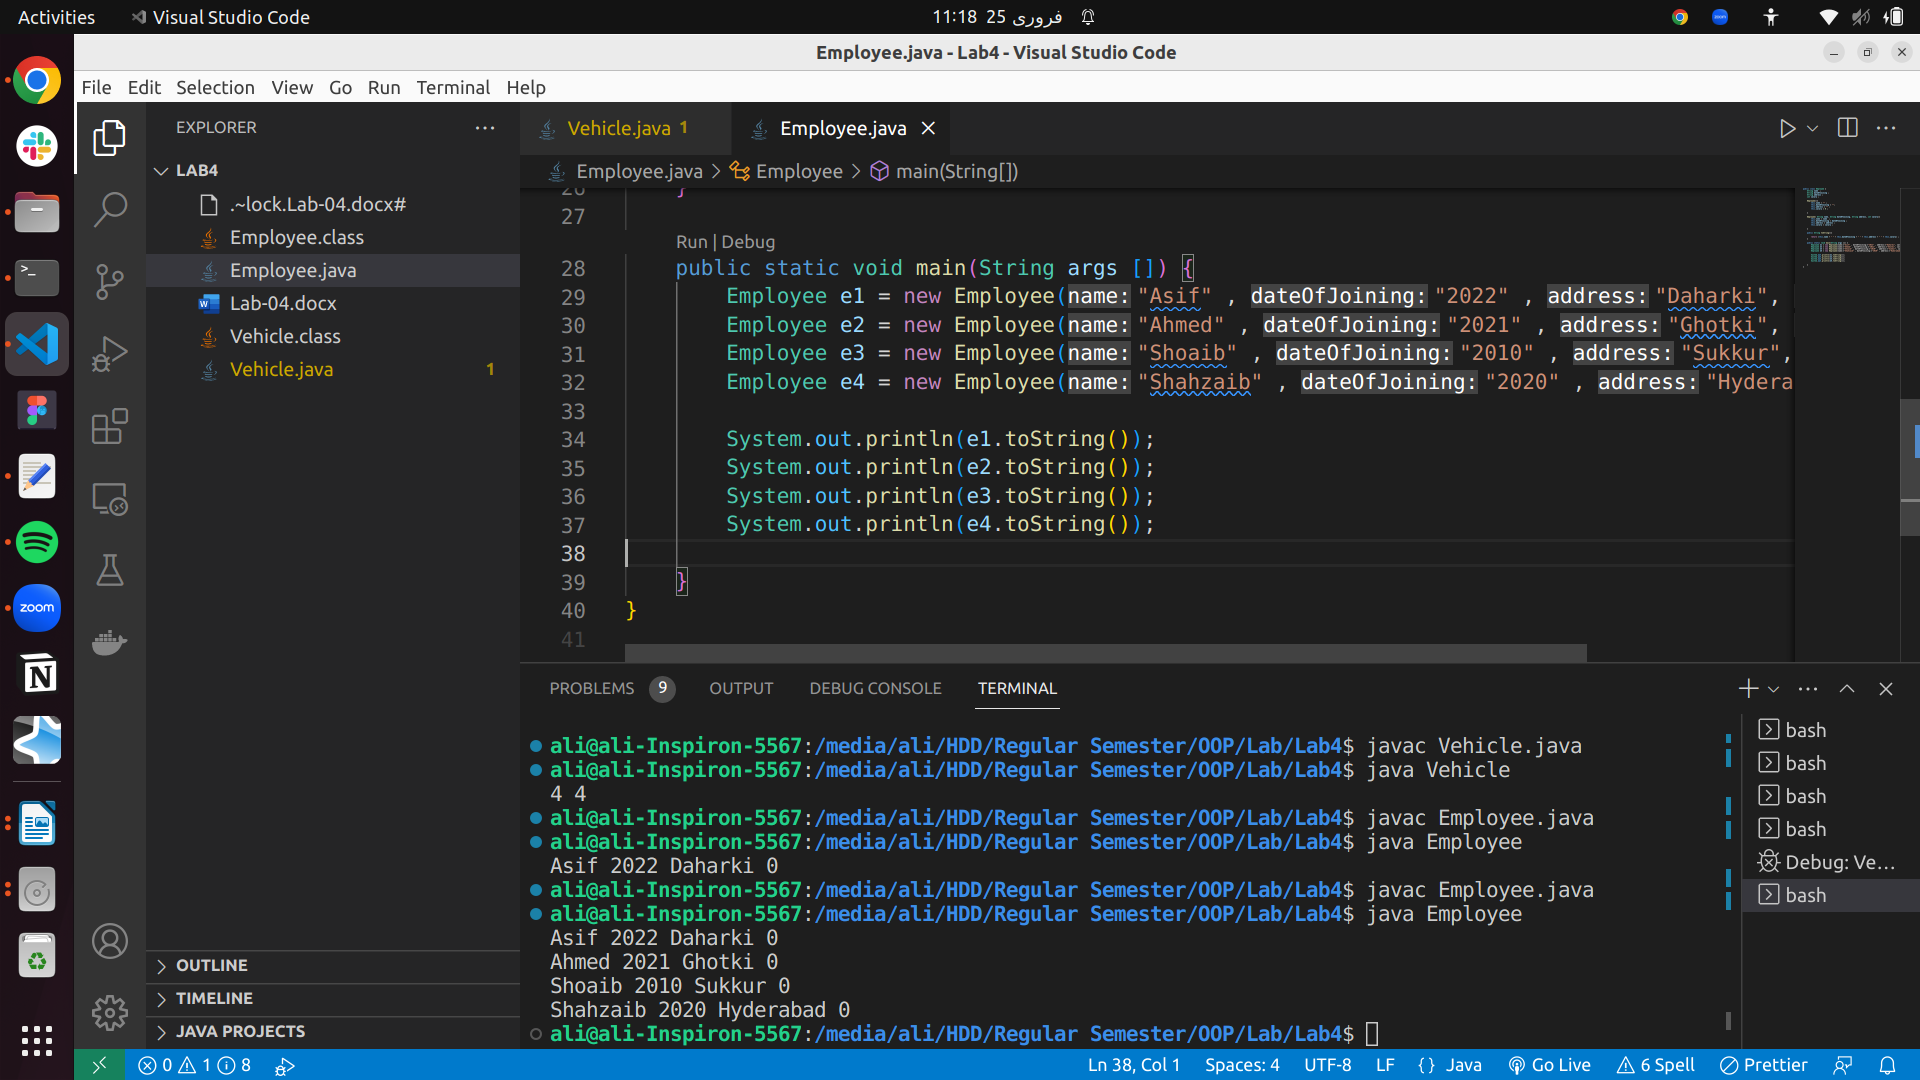 Activities
Visual Studio Code
11:18 25 فروری
Employee.java - Lab4 - Visual Studio Code
File Edit Selection View Go Run Terminal Help
EXPLORER
LAB4
.~lock.Lab-04.docx#
Employee.class
Employee.java
Lab-04.docx
Vehicle.class
Vehicle.java 1
OUTLINE
TIMELINE
JAVA PROJECTS
Vehicle.java 1
Employee.java
Employee.java > Employee > main(String[])
26 }
27
Run | Debug
28 public static void main(String args []) {
29 Employee e1 = new Employee(name:"Asif" , dateOfJoining:"2022" , address:"Daharki",
30 Employee e2 = new Employee(name:"Ahmed" , dateOfJoining:"2021" , address:"Ghotki",
31 Employee e3 = new Employee(name:"Shoaib" , dateOfJoining:"2010" , address:"Sukkur",
32 Employee e4 = new Employee(name:"Shahzaib" , dateOfJoining:"2020" , address:"Hydera
33
34 System.out.println(e1.toString());
35 System.out.println(e2.toString());
36 System.out.println(e3.toString());
37 System.out.println(e4.toString());
38
39 }
40 }
41
PROBLEMS 9 OUTPUT DEBUG CONSOLE TERMINAL
ali@ali-Inspiron-5567:/media/ali/HDD/Regular Semester/OOP/Lab/Lab4$ javac Vehicle.java
ali@ali-Inspiron-5567:/media/ali/HDD/Regular Semester/OOP/Lab/Lab4$ java Vehicle
4 4
ali@ali-Inspiron-5567:/media/ali/HDD/Regular Semester/OOP/Lab/Lab4$ javac Employee.java
ali@ali-Inspiron-5567:/media/ali/HDD/Regular Semester/OOP/Lab/Lab4$ java Employee
Asif 2022 Daharki 0
ali@ali-Inspiron-5567:/media/ali/HDD/Regular Semester/OOP/Lab/Lab4$ javac Employee.java
ali@ali-Inspiron-5567:/media/ali/HDD/Regular Semester/OOP/Lab/Lab4$ java Employee
Asif 2022 Daharki 0
Ahmed 2021 Ghotki 0
Shoaib 2010 Sukkur 0
Shahzaib 2020 Hyderabad 0
ali@ali-Inspiron-5567:/media/ali/HDD/Regular Semester/OOP/Lab/Lab4$
bash
bash
bash
bash
Debug: Ve...
bash
zoom
0 1 8
Ln 38, Col 1 Spaces: 4 UTF-8 LF {} Java Go Live 6 Spell Prettier